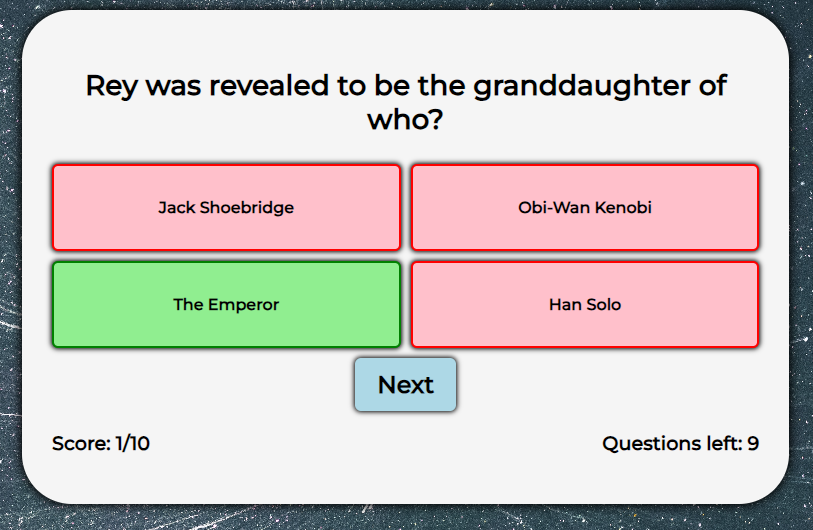 Rey was revealed to be the granddaughter of
who?
Jack Shoebridge
Obi-Wan Kenobi
The Emperor
Han Solo
Next
Score: 1/10
Questions left: 9